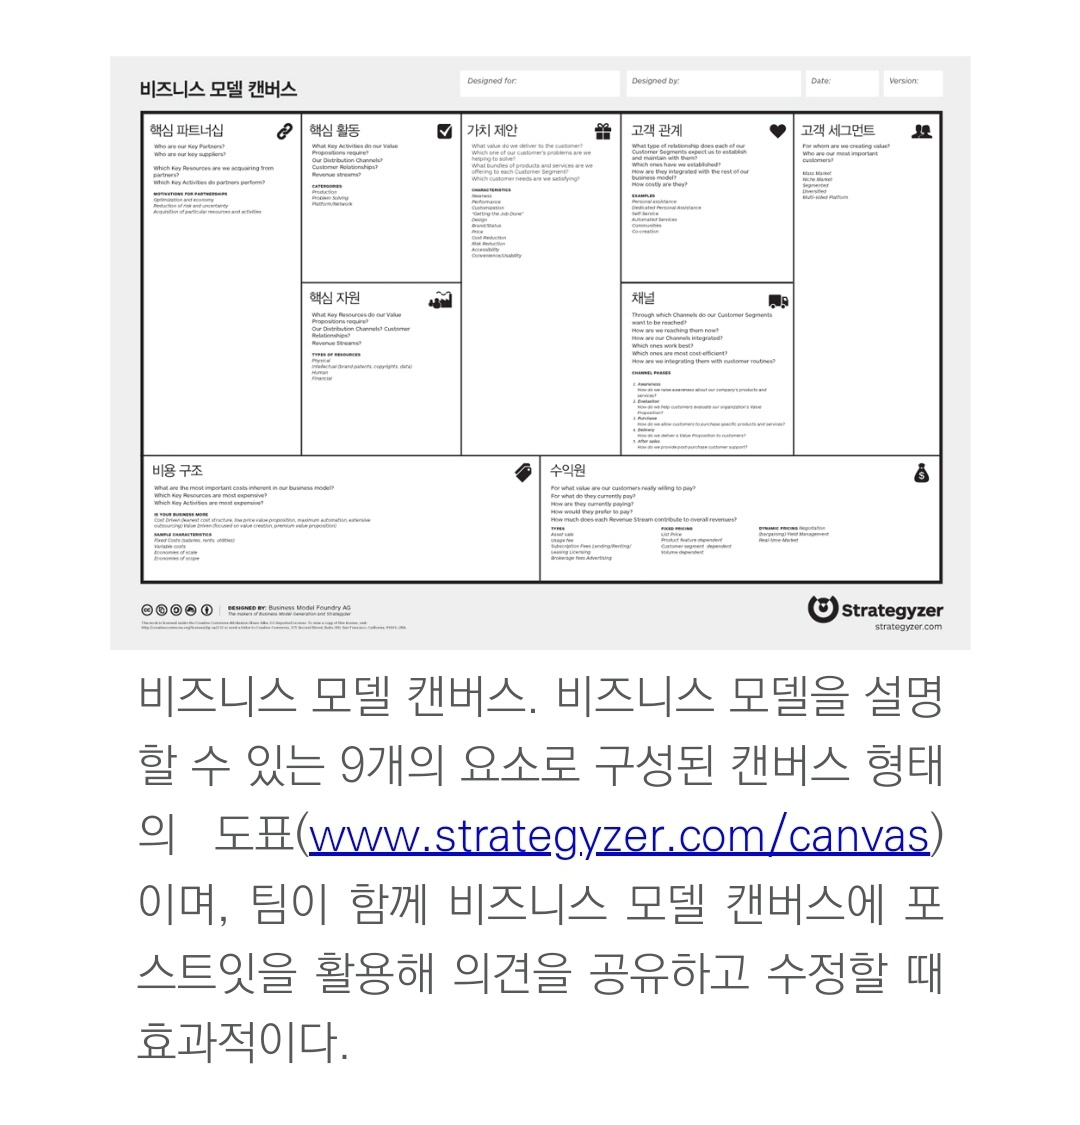 비즈니스 모델 캔버스
Designed for:
Designed by:
Date:
Version:
핵심 파트너십
Who are our Key Partners?
Who are our key suppliers?
Which Key Resources are we acquairing from
partners?
Which Key Activities do partners perform?
MOTIVATIONS FOR PARTNERSHIPS
Optimization and economy
Reduction of risk and uncertainty
Acquisition of particular resources and activities
핵심 활동
What Key Activities do our Value
Propositions require?
Our Distribution Channels?
Customer Relationships?
Revenue streams?
CATERGORIES
Production
Problem Solving
Platform/Network
핵심 자원
What Key Resources do our Value
Propositions require?
Our Distribution Channels? Customer
Relationships?
Revenue Streams?
TYPES OF RESOURCES
Physical
Intellectual (brand patents, copyrights, data)
Human
Financial
가치 제안
What value do we deliver to the customer?
Which one of our customer's problems are we
helping to solve?
What bundles of products and services are we
offering to each Customer Segment?
Which customer needs are we satisfying?
CHARACTERISTICS
Newness
Performance
Customization
"Getting the Job Done"
Design
Brand/Status
Price
Cost Reduction
Risk Reduction
Accessibility
Convenience/Usability
고객 관계
What type of relationship does each of our
Customer Segments expect us to establish
and maintain with them?
Which ones have we established?
How are they integrated with the rest of our
business model?
How costly are they?
EXAMPLES
Personal assistance
Dedicated Personal Assistance
Self-Service
Automated Services
Communities
Co-creation
채널
Through which Channels do our Customer Segments
want to be reached?
How are we reaching them now?
How are our Channels integrated?
Which ones work best?
Which ones are most cost-efficient?
How are we integrating them with customer routines?
CHANNEL PHASES
1. Awareness
How do we raise awareness about our company's products and
services?
2. Evaluation
How do we help customers evaluate our organization's Value
Proposition?
3. Purchase
How do we allow customers to purchase specific products and services?
4. Delivery
How do we deliver a Value Proposition to customers?
5. After sales
How do we provide post-purchase customer support?
고객 세그먼트
For whom are we creating value?
Who are our most important
customers?
Mass Market
Niche Market
Segmented
Diversified
Multi-sided Platform
비용 구조
What are the most important costs inherent in our business model?
Which Key Resources are most expensive?
Which Key Activities are most expensive?
IS YOUR BUSINESS MORE
Cost Driven (leanest cost structure, low price value proposition, maximum automation, extensive
outsourcing) Value Driven (focused on value creation, premium value proposition)
SAMPLE CHARACTERISTICS
Fixed Costs (salaries, rents, utilities)
Variable costs
Economies of scale
Economies of scope
수익원
For what value are our customers really willing to pay?
For what do they currently pay?
How are they currently paying?
How would they prefer to pay?
How much does each Revenue Stream contribute to overall revenues?
TYPES
Asset sale
Usage fee
Subscription Fees Lending/Renting/
Leasing Licensing
Brokerage fees Advertising
FIXED PRICING
List Price
Product feature dependent
Customer segment dependent
Volume dependent
DYNAMIC PRICING Negotiation
(bargaining) Yield Management
Real-time-Market
DESIGNED BY: Business Model Foundry AG
The makers of Business Model Generation and Strategyzer
Strategyzer
strategyzer.com
비즈니스 모델 캔버스. 비즈니스 모델을 설명
할 수 있는 9개의 요소로 구성된 캔버스 형태
의 도표(www.strategyzer.com/canvas)
이며, 팀이 함께 비즈니스 모델 캔버스에 포
스트잇을 활용해 의견을 공유하고 수정할 때
효과적이다.